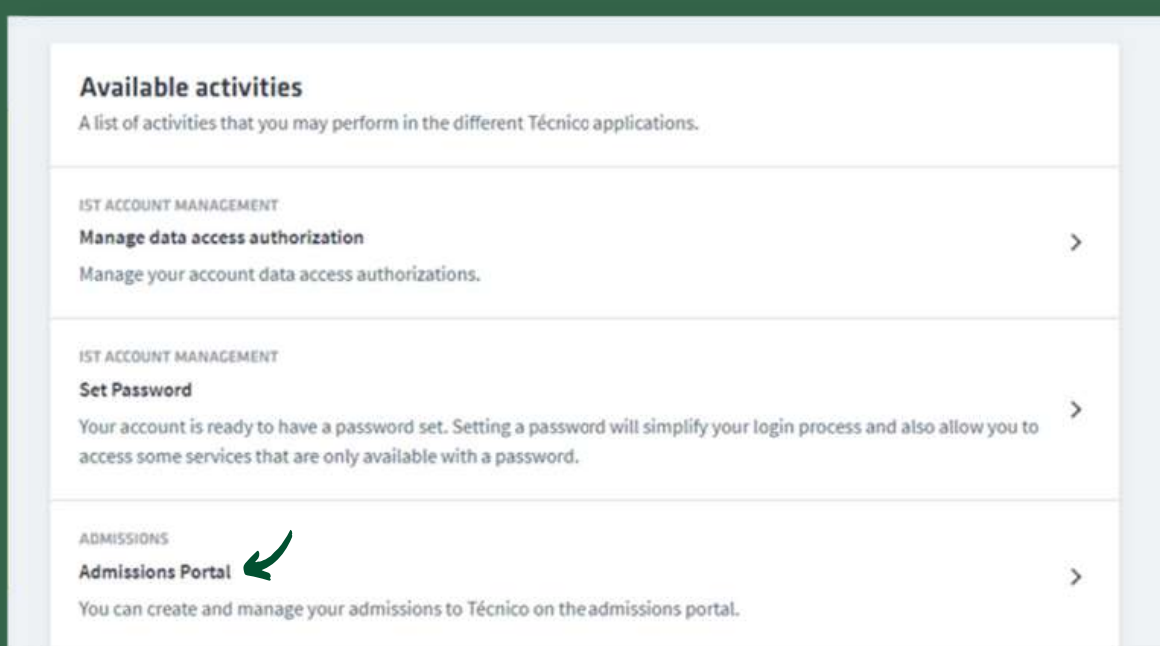 Available activities
A list of activities that you may perform in the different Técnico applications.
IST ACCOUNT MANAGEMENT
Manage data access authorization
Manage your account data access authorizations.
IST ACCOUNT MANAGEMENT
Set Password
Your account is ready to have a password set. Setting a password will simplify your login process and also allow you to
access some services that are only available with a password.
ADMISSIONS
Admissions Portal
You can create and manage your admissions to Técnico on the admissions portal.